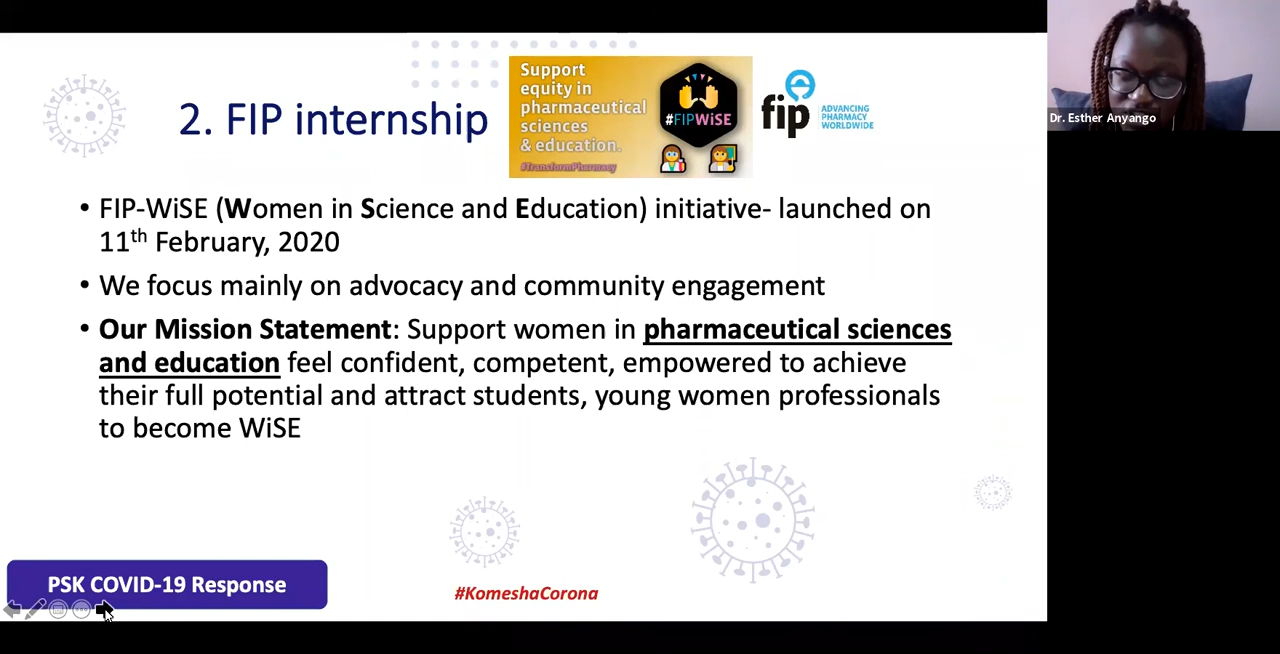 2. FIP internship
Support
equity in
pharmaceutical
sciences
& education.
#TransformPharmacy
#FIPWiSE
fip
ADVANCING
PHARMACY
WORLDWIDE
Dr. Esther Anyango
• FIP-WiSE (Women in Science and Education) initiative- launched on
11th February, 2020
• We focus mainly on advocacy and community engagement
• Our Mission Statement: Support women in pharmaceutical sciences
and education feel confident, competent, empowered to achieve
their full potential and attract students, young women professionals
to become WiSE
PSK COVID-19 Response
#KomeshaCorona